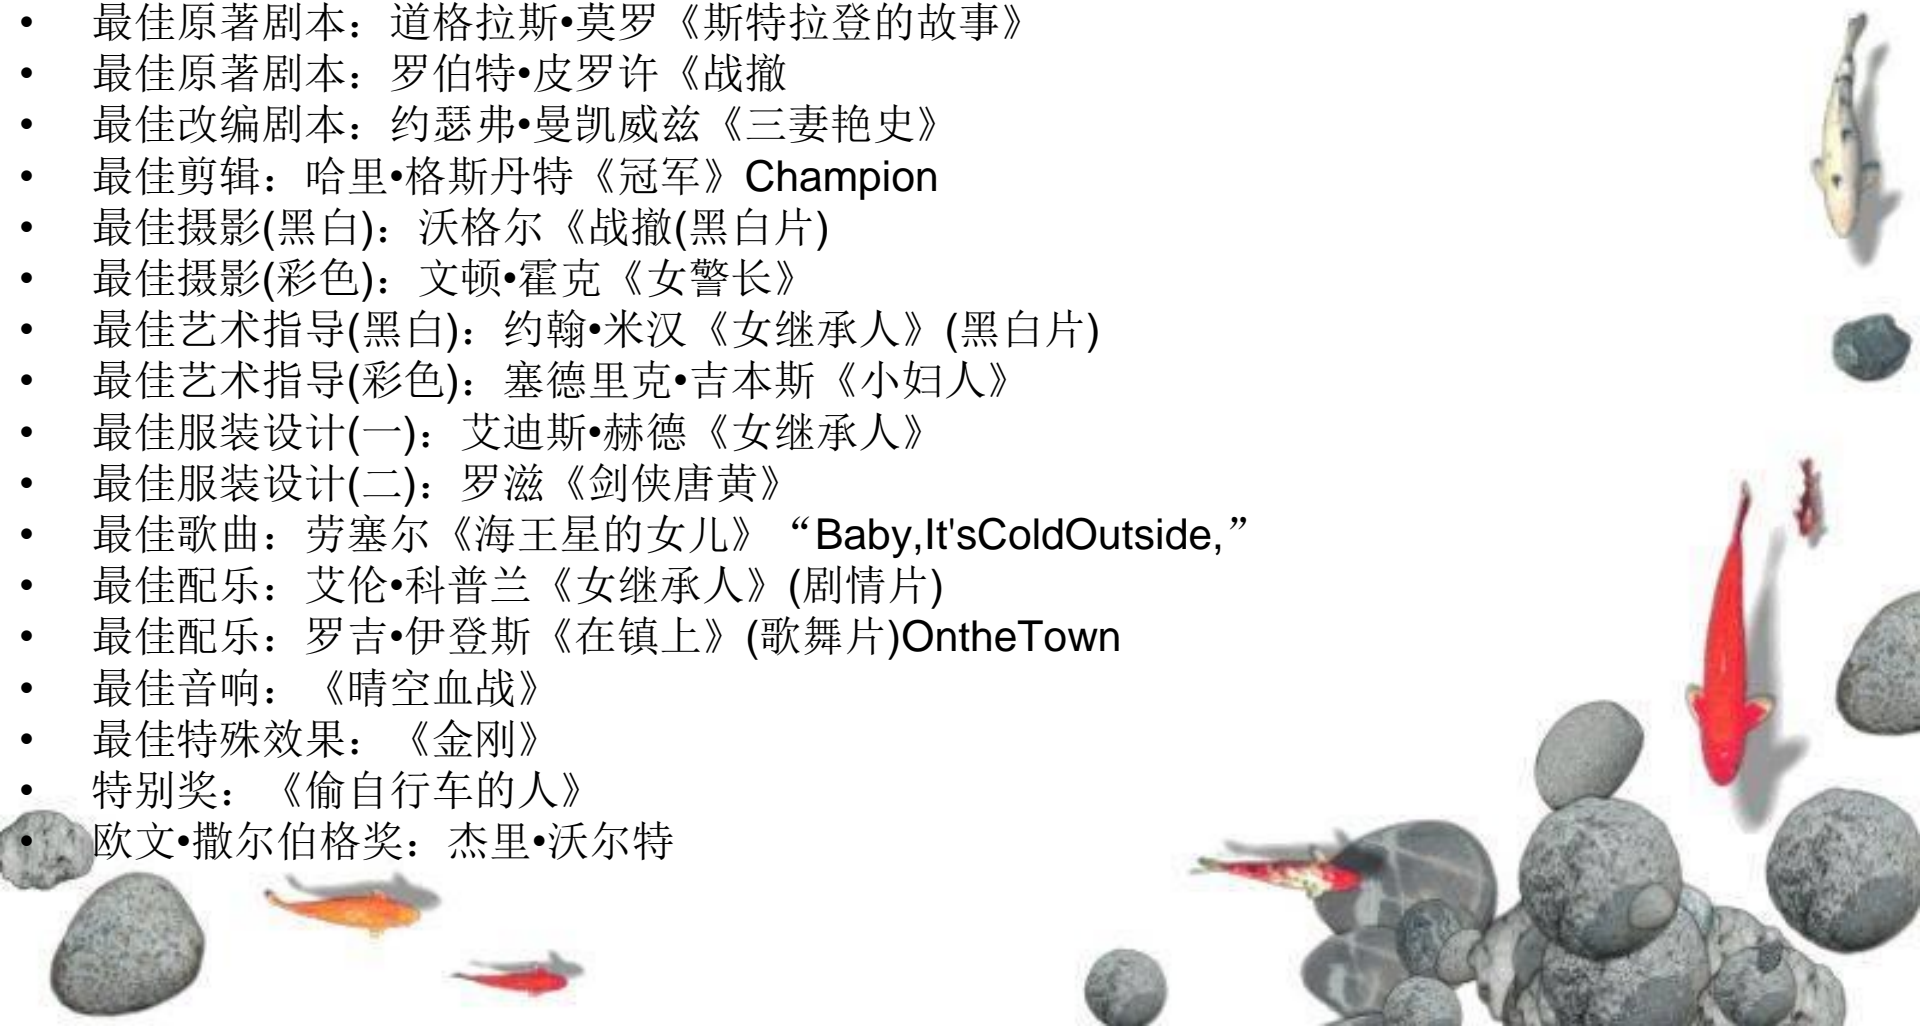 • 最佳原著剧本：道格拉斯•莫罗《斯特拉登的故事》
• 最佳原著剧本：罗伯特•皮罗许《战撤
• 最佳改编剧本：约瑟弗•曼凯威兹《三妻艳史》
• 最佳剪辑：哈里•格斯丹特《冠军》Champion
• 最佳摄影(黑白)：沃格尔《战撤(黑白片)
• 最佳摄影(彩色)：文顿•霍克《女警长》
• 最佳艺术指导(黑白)：约翰•米汉《女继承人》(黑白片)
• 最佳艺术指导(彩色)：塞德里克•吉本斯《小妇人》
• 最佳服装设计(一)：艾迪斯•赫德《女继承人》
• 最佳服装设计(二)：罗滋《剑侠唐黄》
• 最佳歌曲：劳塞尔《海王星的女儿》“Baby,It'sColdOutside,”
• 最佳配乐：艾伦•科普兰《女继承人》(剧情片)
• 最佳配乐：罗吉•伊登斯《在镇上》(歌舞片)OntheTown
• 最佳音响：《晴空血战》
• 最佳特殊效果：《金刚》
• 特别奖：《偷自行车的人》
• 欧文•撒尔伯格奖：杰里•沃尔特